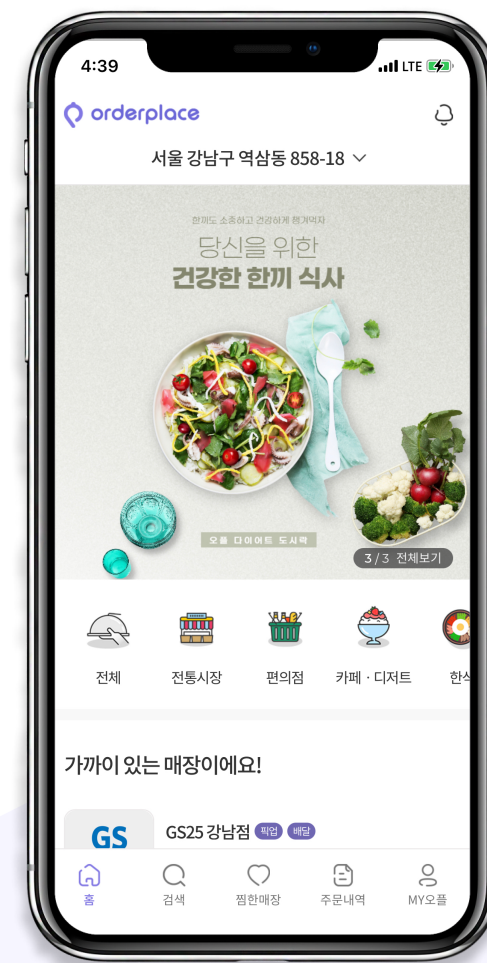 4:39
LTE
orderplace
서울 강남구 역삼동 858-18
한끼도 소중하고 건강하게 챙겨먹자
당신을 위한
건강한 한끼 식사
오플 다이어트 도시락
3/3 전체보기
전체
전통시장
편의점
카페 · 디저트
한식
가까이 있는 매장이에요!
GS
GS25 강남점 픽업 배달
홈
검색
찜한매장
주문내역
MY오플